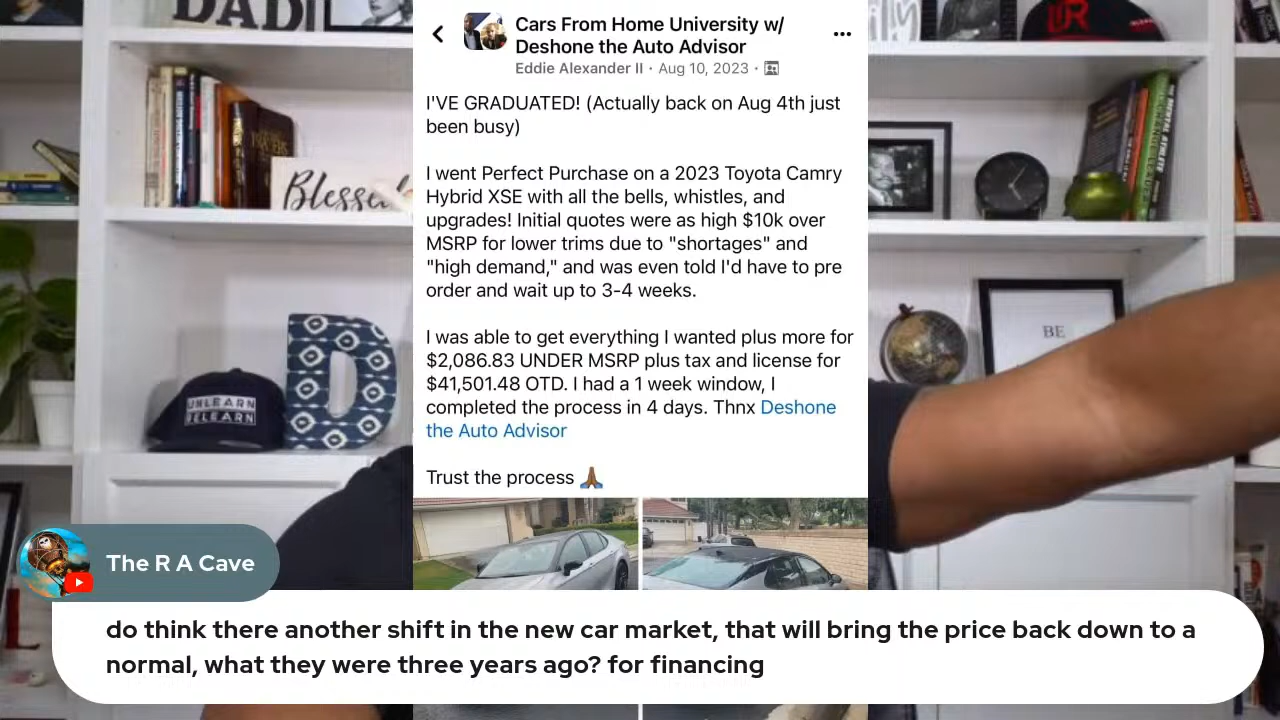 DAD
Blessed
UNLEARN
RELEARN
BE
Cars From Home University w/
Deshone the Auto Advisor
Eddie Alexander II · Aug 10, 2023 ·
I'VE GRADUATED! (Actually back on Aug 4th just
been busy)
I went Perfect Purchase on a 2023 Toyota Camry
Hybrid XSE with all the bells, whistles, and
upgrades! Initial quotes were as high $10k over
MSRP for lower trims due to "shortages" and
"high demand," and was even told I'd have to pre
order and wait up to 3-4 weeks.
I was able to get everything I wanted plus more for
$2,086.83 UNDER MSRP plus tax and license for
$41,501.48 OTD. I had a 1 week window, I
completed the process in 4 days. Thnx Deshone
the Auto Advisor
Trust the process 🙏🏾
The R A Cave
do think there another shift in the new car market, that will bring the price back down to a
normal, what they were three years ago? for financing